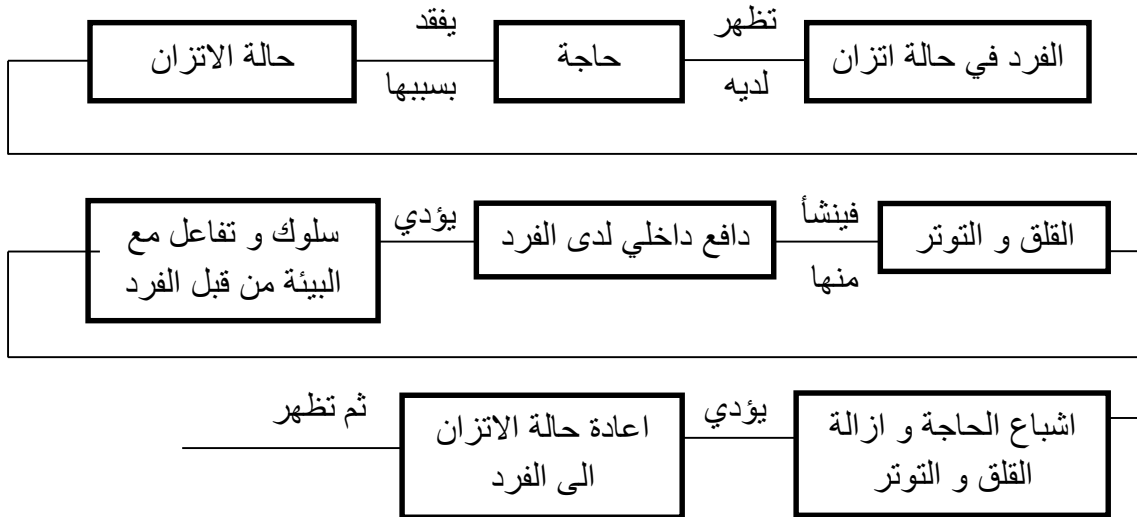 الفرد في حالة اتزان
تظهر
لديه
حاجة
يفقد
بسببها
حالة الاتزان
القلق و التوتر
فينشأ
منها
دافع داخلي لدى الفرد
يؤدي
سلوك و تفاعل مع
البيئة من قبل الفرد
اشباع الحاجة و ازالة
القلق و التوتر
يؤدي
اعادة حالة الاتزان
الى الفرد
ثم تظهر